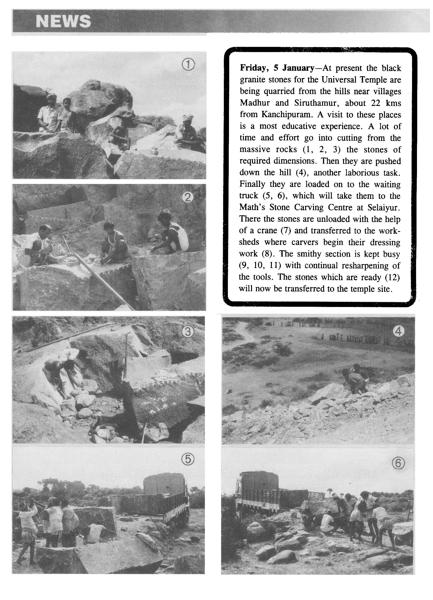 NEWS
①
Friday, 5 January—At present the black
granite stones for the Universal Temple are
being quarried from the hills near villages
Madhur and Siruthamur, about 22 kms
from Kanchipuram. A visit to these places
is a most educative experience. A lot of
time and effort go into cutting from the
massive rocks (1, 2, 3) the stones of
required dimensions. Then they are pushed
down the hill (4), another laborious task.
Finally they are loaded on to the waiting
truck (5, 6), which will take them to the
Math's Stone Carving Centre at Selaiyur.
There the stones are unloaded with the help
of a crane (7) and transferred to the work-
sheds where carvers begin their dressing
work (8). The smithy section is kept busy
(9, 10, 11) with continual resharpening of
the tools. The stones which are ready (12)
will now be transferred to the temple site.
②
③
④
⑤
⑥